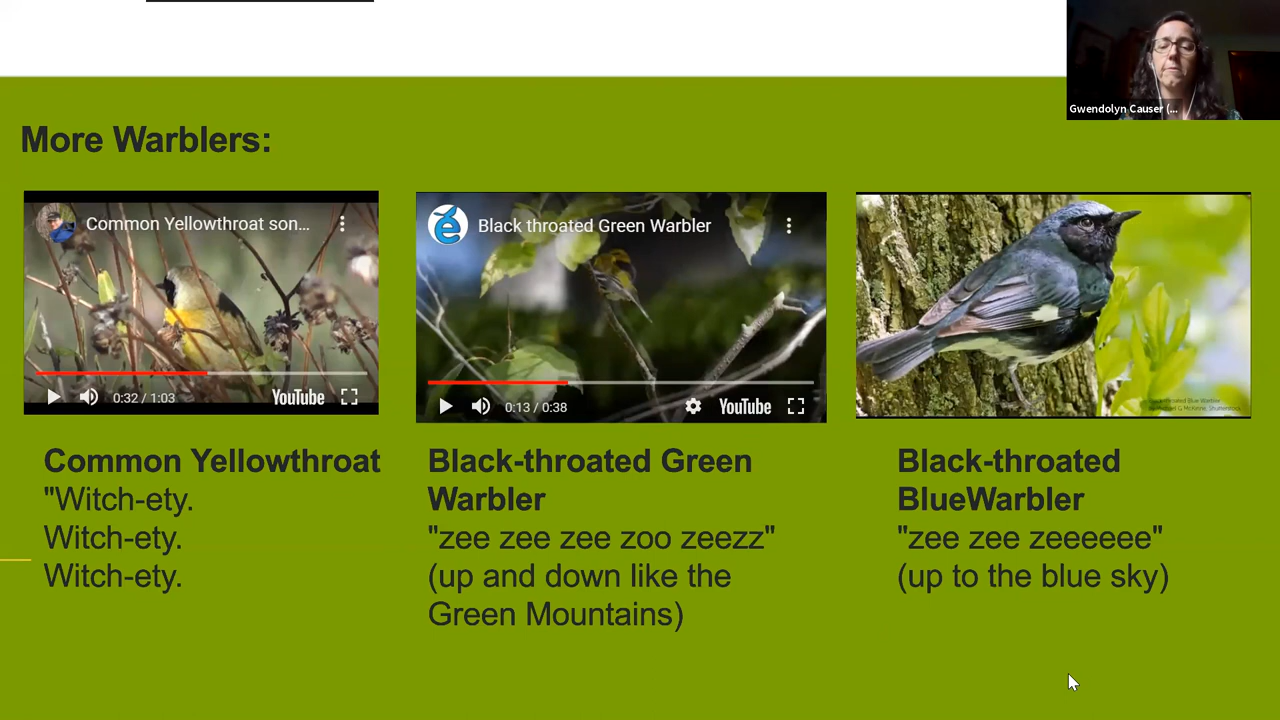 Gwendolyn Causer (...
More Warblers:
Common Yellowthroat son...
0:32 / 1:03
YouTube
Black throated Green Warbler
0:13 / 0:38
YouTube
Common Yellowthroat
"Witch-ety.
Witch-ety.
Witch-ety.
Black-throated Green
Warbler
"zee zee zee zoo zeezz"
(up and down like the
Green Mountains)
Black-throated
BlueWarbler
"zee zee zeeeeee"
(up to the blue sky)